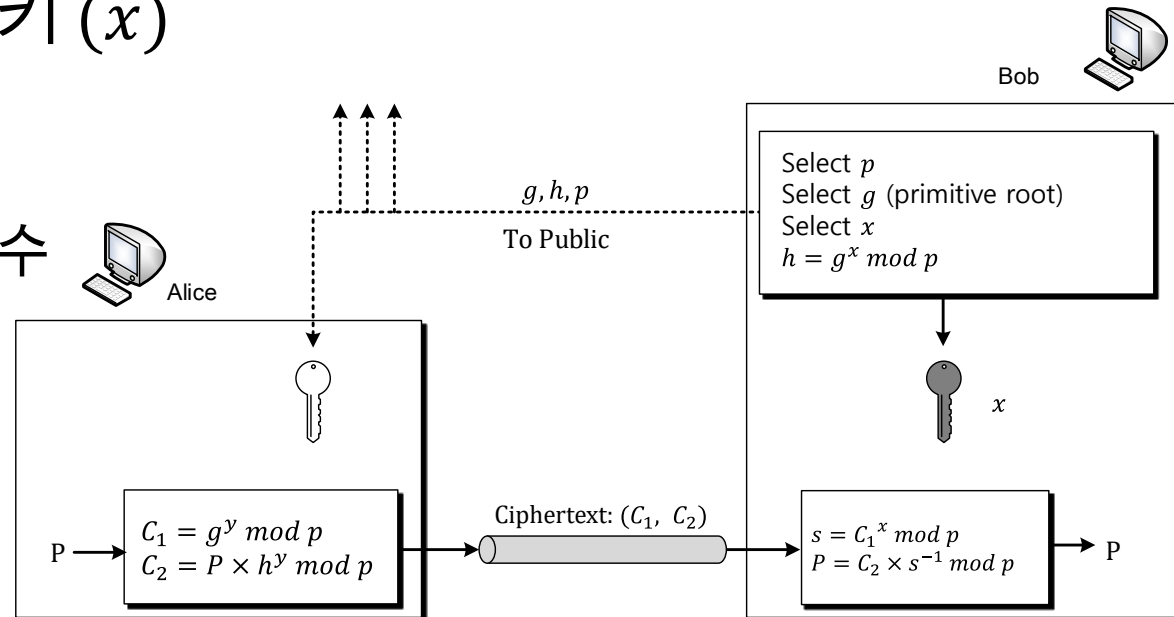 키 (x)
Bob
Select p
Select g (primitive root)
Select x
h = g^x mod p
g, h, p
To Public
수
Alice
x
P
C₁ = g^y mod p
C₂ = P × h^y mod p
Ciphertext: (C₁, C₂)
s = C₁^x mod p
P = C₂ × s⁻¹ mod p
P